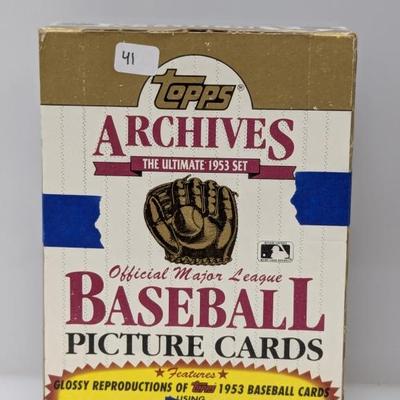 41
Topps
ARCHIVES
THE ULTIMATE 1953 SET
Official Major League
BASEBALL
PICTURE CARDS
Features
GLOSSY REPRODUCTIONS OF Topps 1953 BASEBALL CARDS
USING